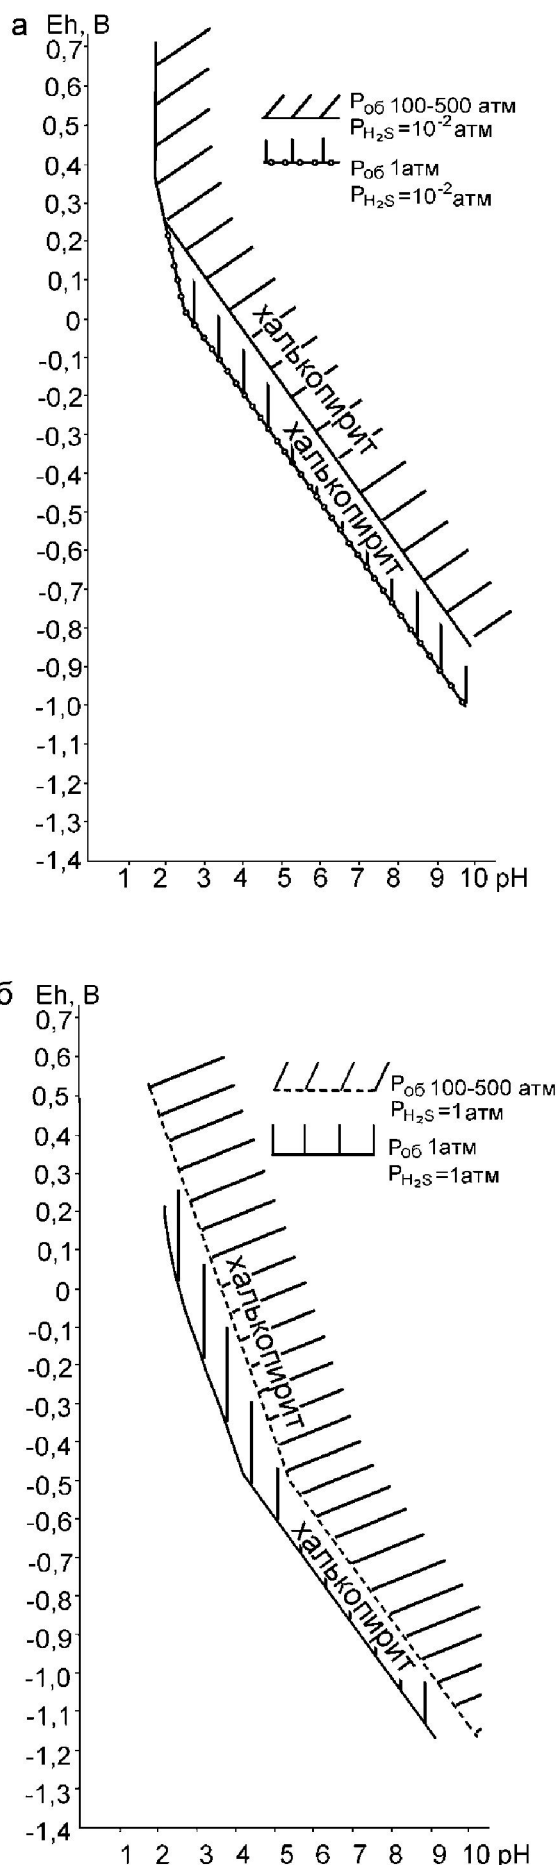 а Eh, В
0,7
0,6
0,5
0,4
0,3
0,2
0,1
0
-0,1
-0,2
-0,3
-0,4
-0,5
-0,6
-0,7
-0,8
-0,9
-1,0
-1,1
-1,2
-1,3
-1,4
Pоб 100-500 атм
PH₂S=10⁻²атм
Pоб 1атм
PH₂S=10⁻²атм
халькопирит
халькопирит
1 2 3 4 5 6 7 8 9 10 pH
б Eh, В
0,7
0,6
0,5
0,4
0,3
0,2
0,1
0
-0,1
-0,2
-0,3
-0,4
-0,5
-0,6
-0,7
-0,8
-0,9
-1,0
-1,1
-1,2
-1,3
-1,4
Pоб 100-500 атм
PH₂S=1атм
Pоб 1атм
PH₂S=1атм
халькопирит
халькопирит
1 2 3 4 5 6 7 8 9 10 pH